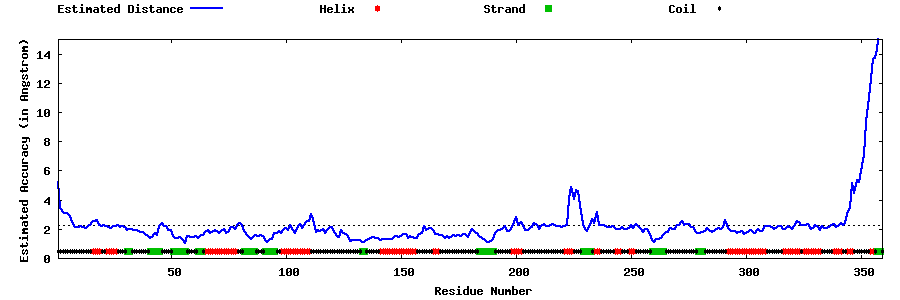 Estimated Distance Helix Strand Coil
Estimated Accuracy (in Angstrom)
14
12
10
8
6
4
2
0
50 100 150 200 250 300 350
Residue Number